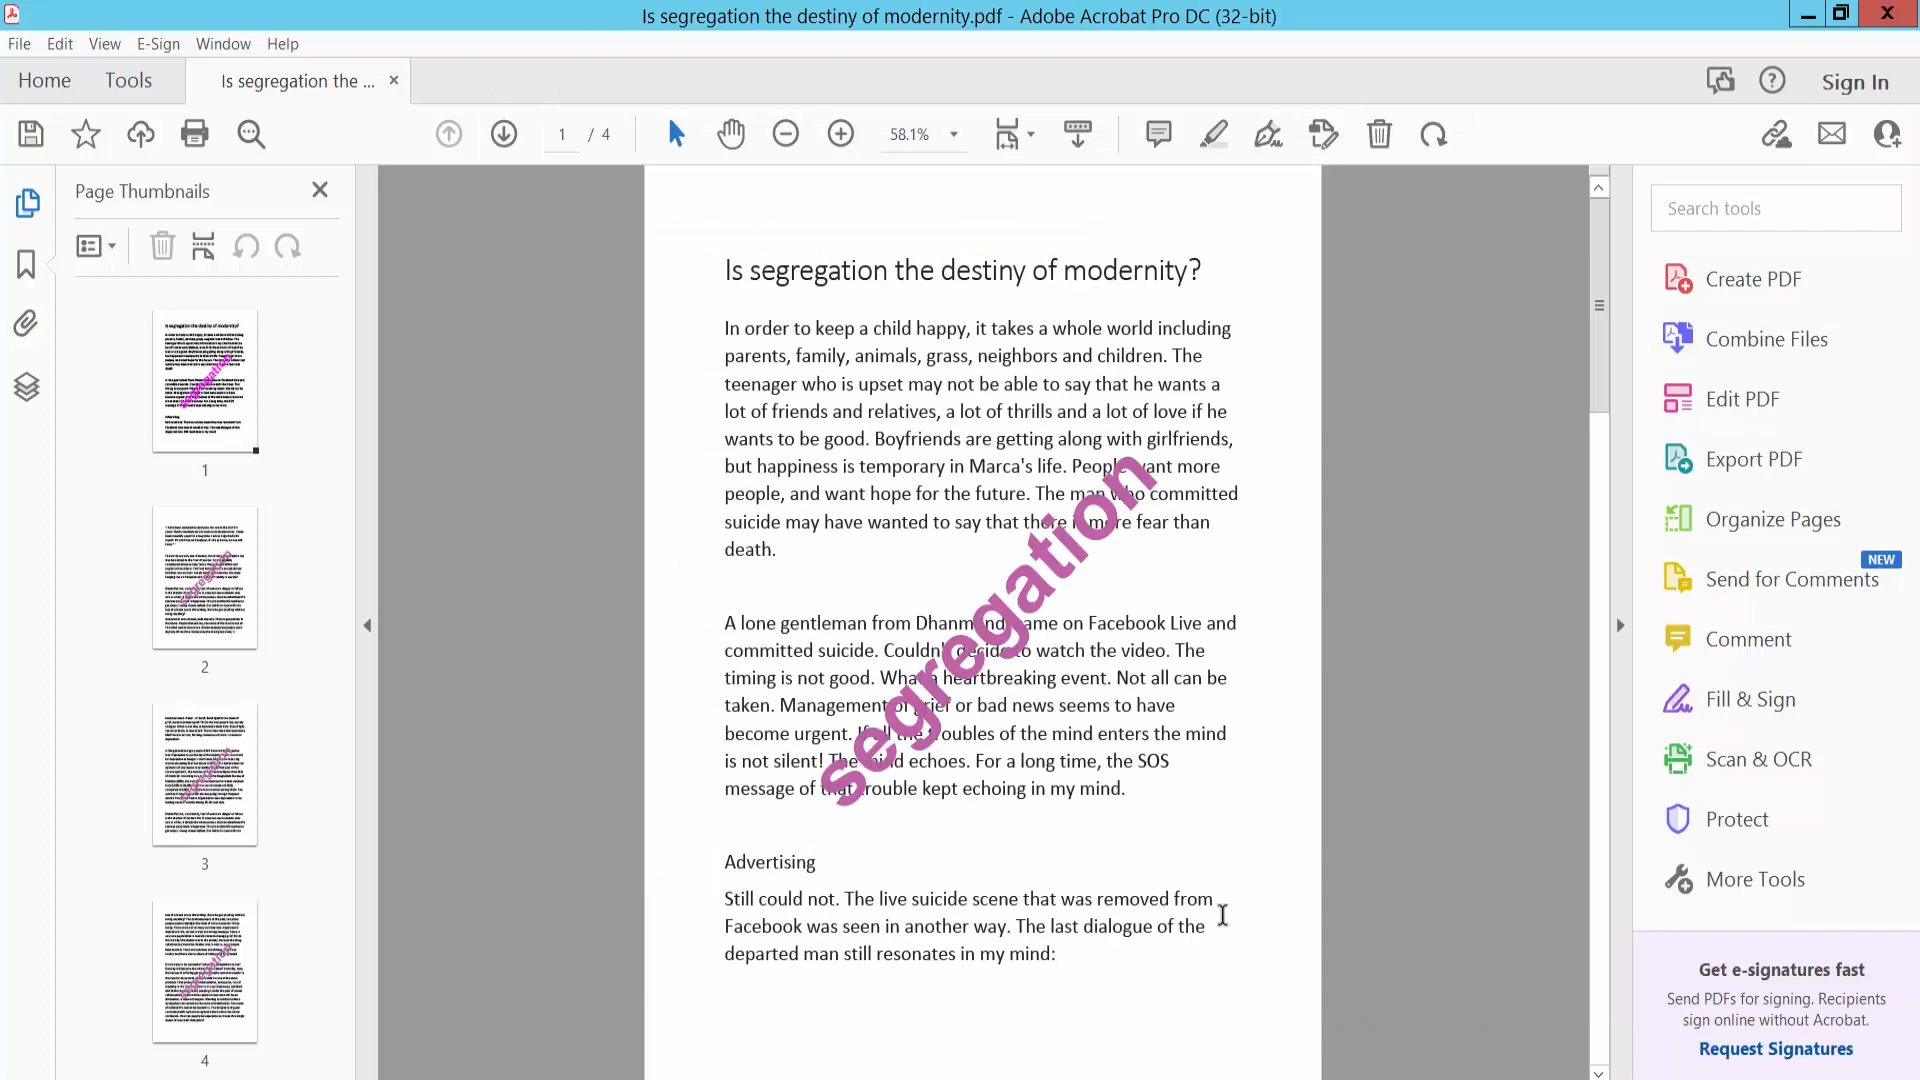 Is segregation the destiny of modernity.pdf - Adobe Acrobat Pro DC (32-bit)
File Edit View E-Sign Window Help
Home Tools Is segregation the ... Sign In
1 / 4 58.1%
Page Thumbnails
1
2
3
4
Is segregation the destiny of modernity?
In order to keep a child happy, it takes a whole world including
parents, family, animals, grass, neighbors and children. The
teenager who is upset may not be able to say that he wants a
lot of friends and relatives, a lot of thrills and a lot of love if he
wants to be good. Boyfriends are getting along with girlfriends,
but happiness is temporary in Marca's life. People want more
people, and want hope for the future. The man who committed
suicide may have wanted to say that there is more fear than
death.
A lone gentleman from Dhanmondi came on Facebook Live and
committed suicide. Couldn't decide to watch the video. The
timing is not good. What a heartbreaking event. Not all can be
taken. Management of grief or bad news seems to have
become urgent. If all the troubles of the mind enters the mind
is not silent! The mind echoes. For a long time, the SOS
message of that trouble kept echoing in my mind.
segregation
Advertising
Still could not. The live suicide scene that was removed from
Facebook was seen in another way. The last dialogue of the
departed man still resonates in my mind:
Search tools
Create PDF
Combine Files
Edit PDF
Export PDF
Organize Pages
NEW
Send for Comments
Comment
Fill & Sign
Scan & OCR
Protect
More Tools
Get e-signatures fast
Send PDFs for signing. Recipients
sign online without Acrobat.
Request Signatures